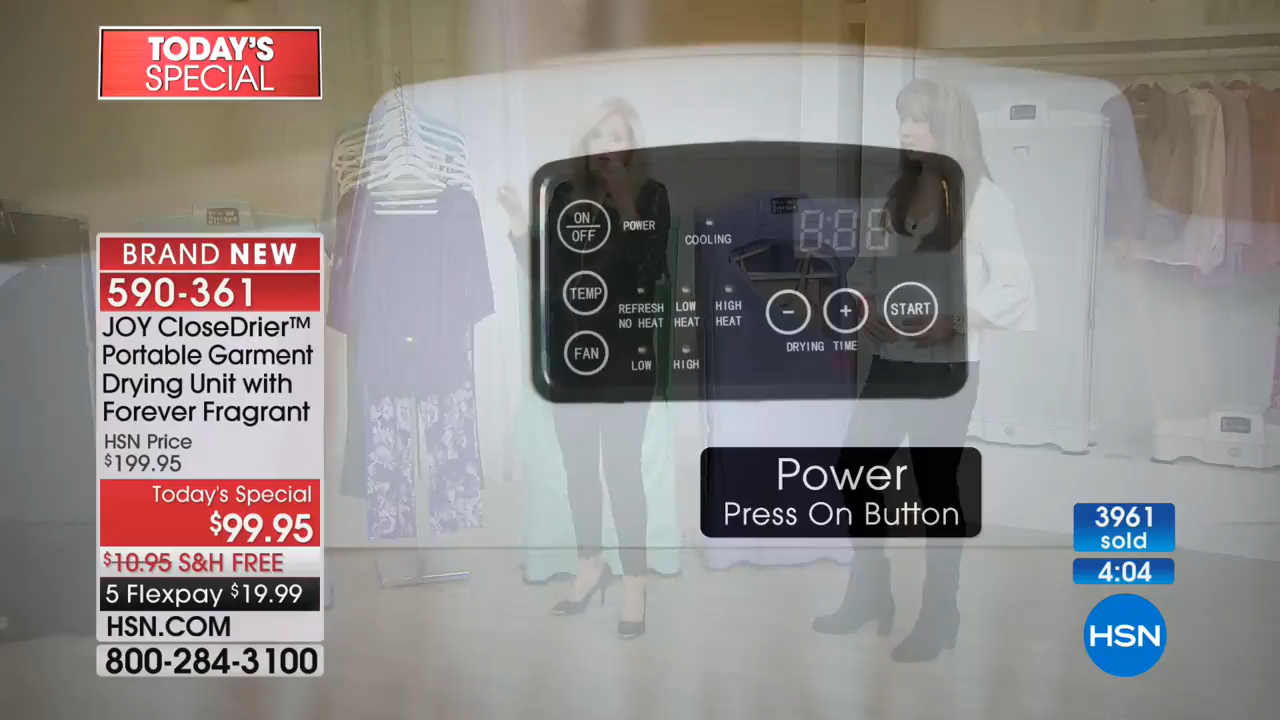 TODAY'S
SPECIAL
BRAND NEW
590-361
JOY CloseDrier™
Portable Garment
Drying Unit with
Forever Fragrant
HSN Price
$199.95
Today's Special
$99.95
$10.95 S&H FREE
5 Flexpay $19.99
HSN.COM
800-284-3100
ON
OFF
POWER
COOLING
8:88
TEMP
REFRESH
NO HEAT
LOW
HEAT
HIGH
HEAT
-
+
START
DRYING TIME
FAN
LOW
HIGH
Power
Press On Button
3961
sold
4:04
HSN